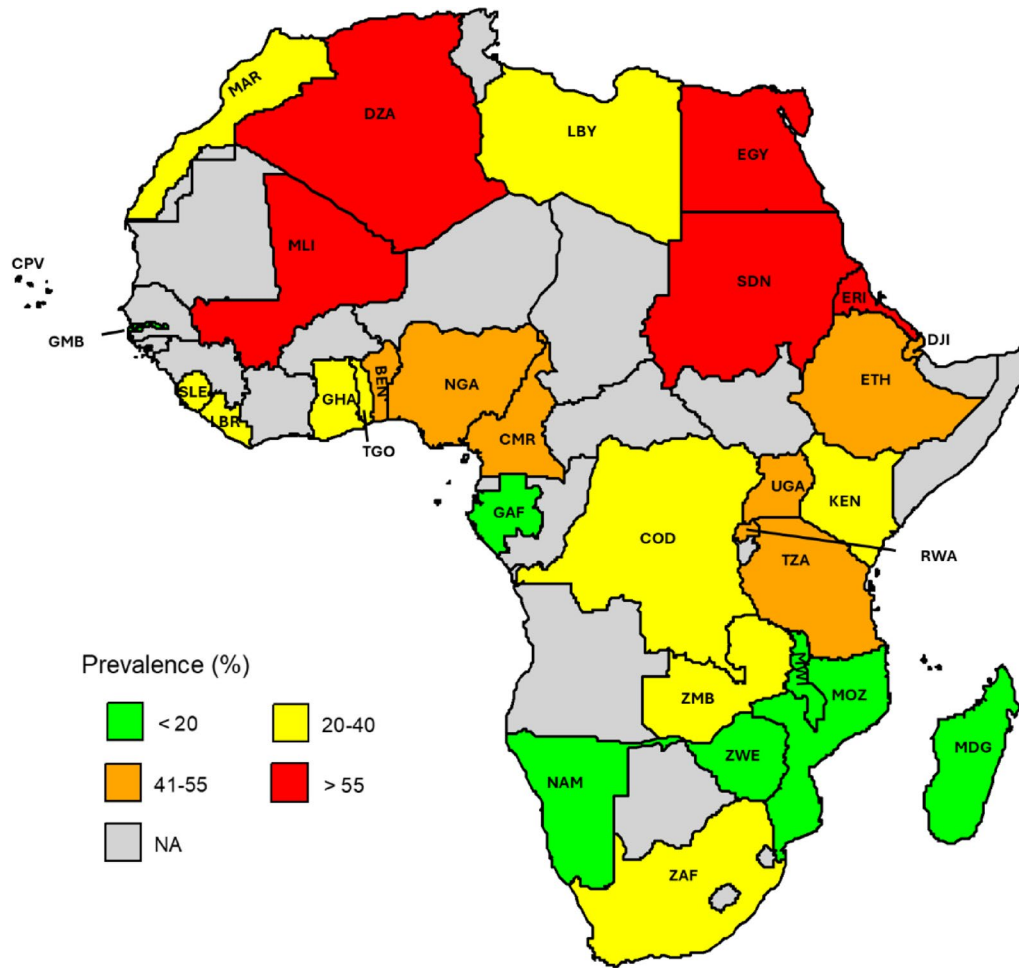 MAR
DZA
LBY
EGY
MLI
CPV
SDN
ERI
GMB
DJI
BEN
NGA
ETH
SLE
GHA
LBR
CMR
TGO
UGA
KEN
GAF
COD
RWA
TZA
Prevalence (%)
MWI
MOZ
ZMB
< 20
20-40
ZWE
MDG
NAM
41-55
> 55
NA
ZAF